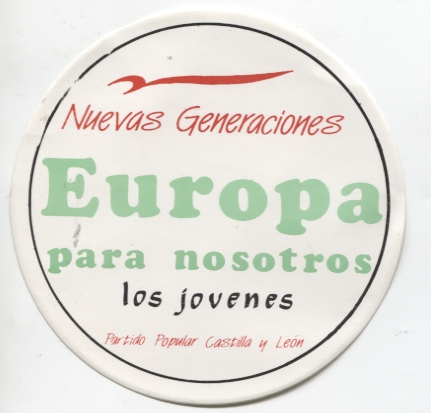 Nuevas Generaciones
Europa
para nosotros
los jovenes
Partido Popular Castilla y León